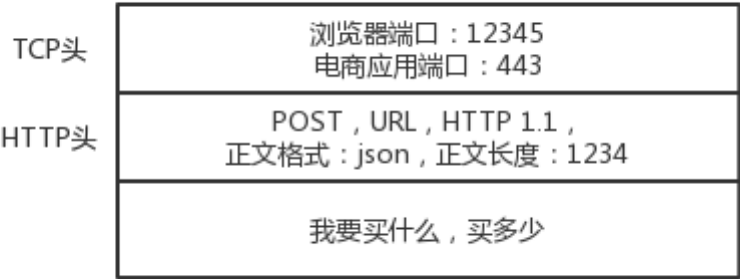 TCP头
浏览器端口：12345
电商应用端口：443
HTTP头
POST，URL，HTTP 1.1，
正文格式：json，正文长度：1234
我要买什么，买多少